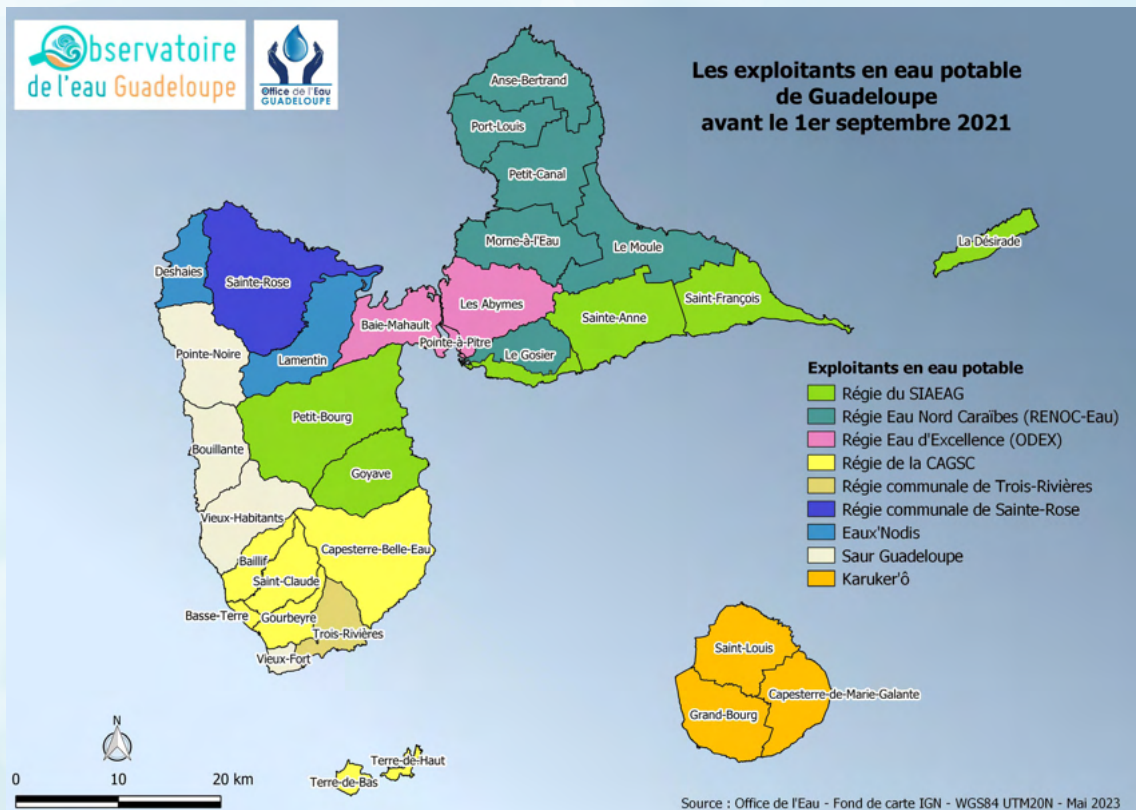 Observatoire
de l'eau Guadeloupe
Office de l'Eau
GUADELOUPE
Les exploitants en eau potable
de Guadeloupe
avant le 1er septembre 2021
Anse-Bertrand
Port-Louis
Petit-Canal
Morne-à-l'Eau
Le Moule
La Désirade
Deshaies
Sainte-Rose
Les Abymes
Saint-François
Baie-Mahault
Sainte-Anne
Pointe-à-Pitre
Le Gosier
Pointe-Noire
Lamentin
Petit-Bourg
Bouillante
Goyave
Vieux-Habitants
Capesterre-Belle-Eau
Baillif
Saint-Claude
Basse-Terre
Gourbeyre
Trois-Rivières
Vieux-Fort
Exploitants en eau potable
Régie du SIAEAG
Régie Eau Nord Caraïbes (RENOC-Eau)
Régie Eau d'Excellence (ODEX)
Régie de la CAGSC
Régie communale de Trois-Rivières
Régie communale de Sainte-Rose
Eaux'Nodis
Saur Guadeloupe
Karuker'ô
Saint-Louis
Capesterre-de-Marie-Galante
Grand-Bourg
Terre-de-Haut
Terre-de-Bas
N
0 10 20 km
Source : Office de l'Eau - Fond de carte IGN - WGS84 UTM20N - Mai 2023